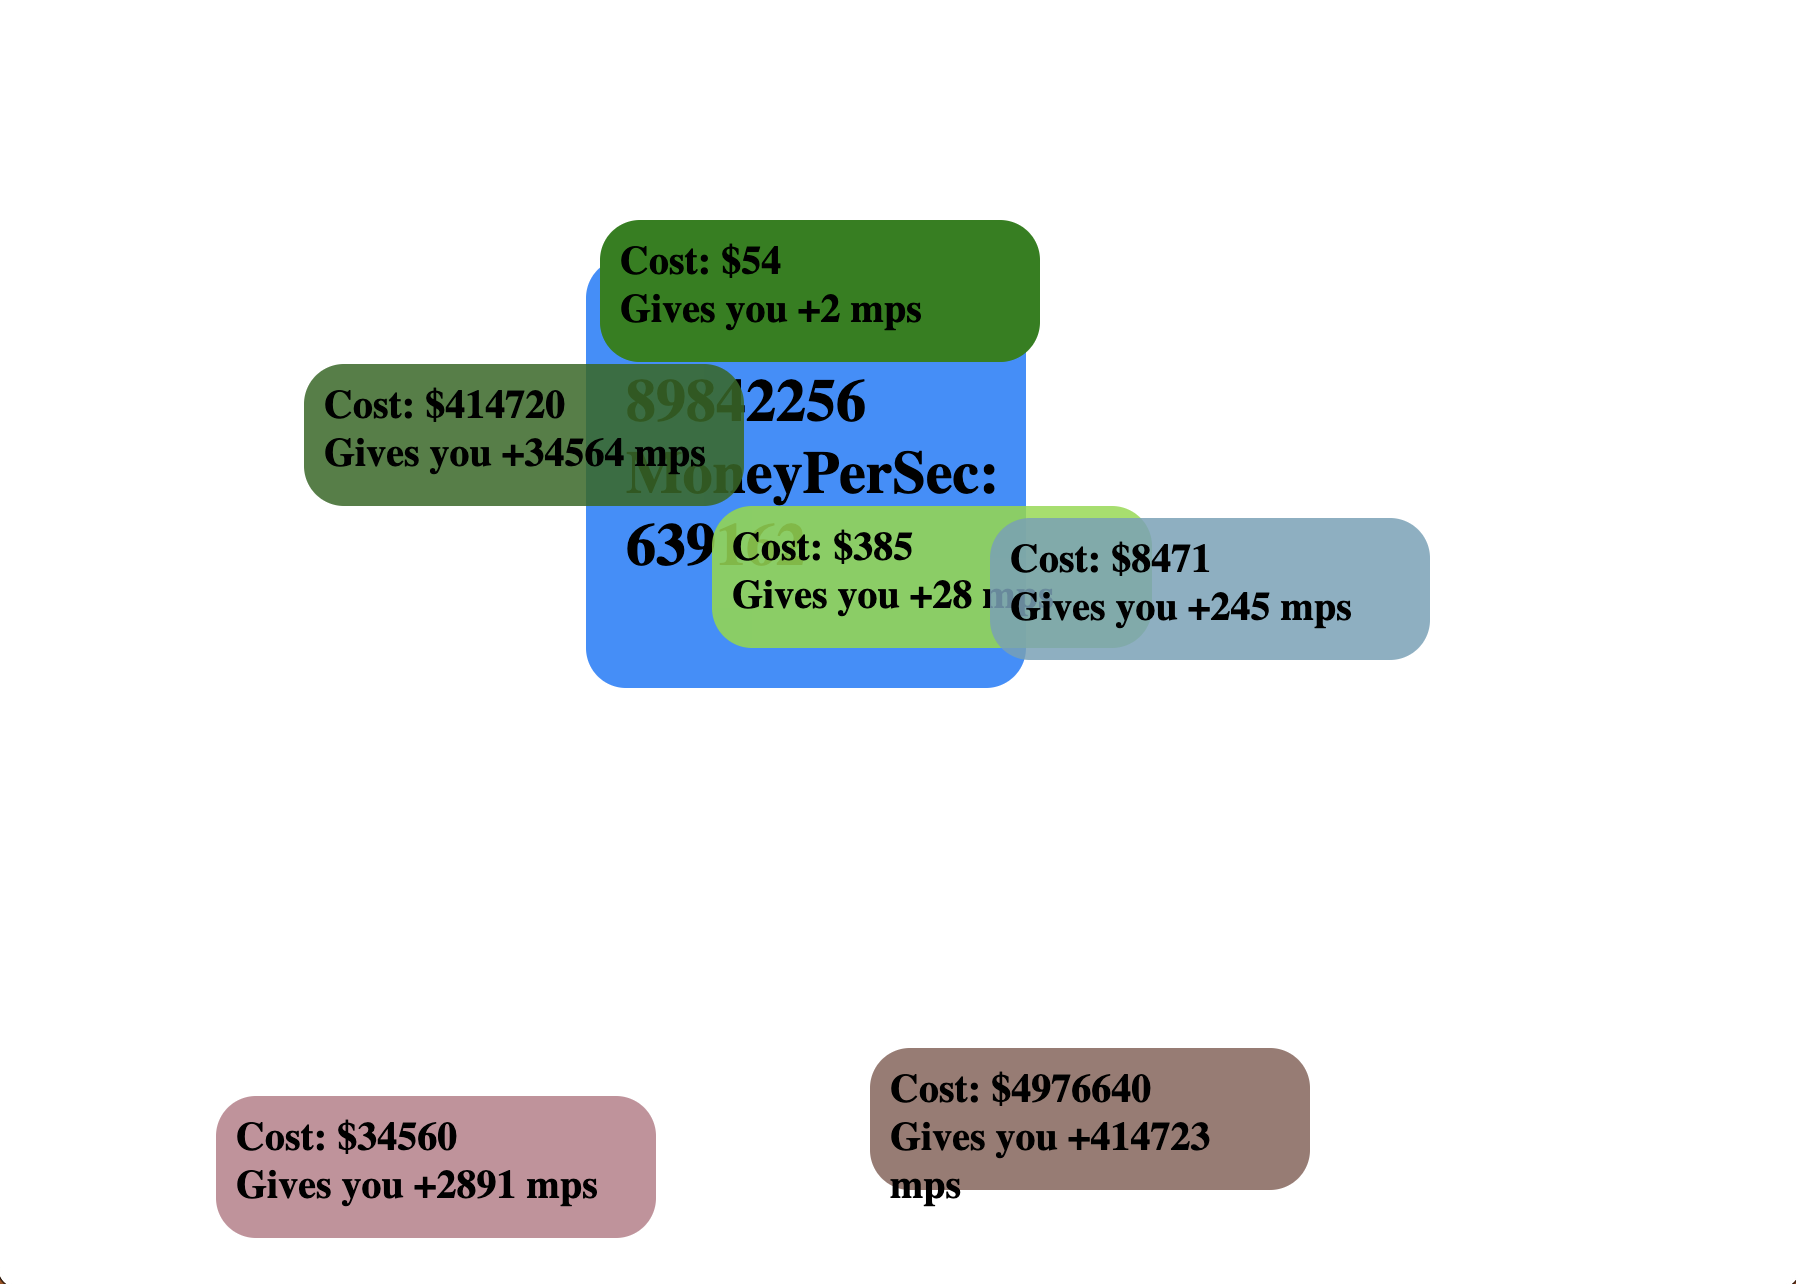 Cost: $54
Gives you +2 mps
89842256
Cost: $414720
Gives you +34564 mps
MoneyPerSec:
639162
Cost: $385
Gives you +28 mps
Cost: $8471
Gives you +245 mps
Cost: $4976640
Gives you +414723
mps
Cost: $34560
Gives you +2891 mps